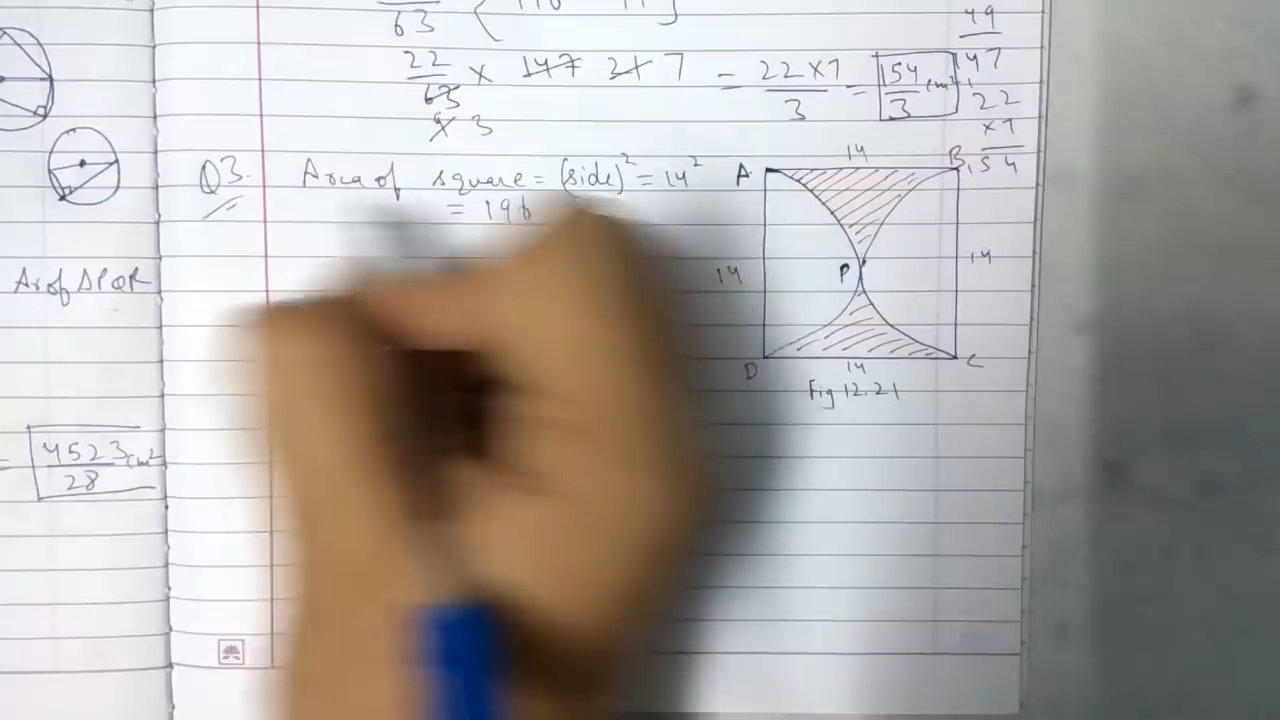 Ar of ΔPQR
= 4523/28 cm²
63
22/63 × 147 21 7 = 22×7/3 = 154/3 cm²
9 3
49
147
22
×7
154
Q3. Area of square = (side)² = 14²
= 196
A 14 B
14 P 14
D 14 C
Fig 12.21